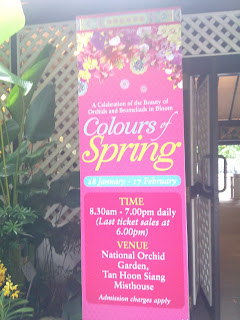 A Celebration of the Beauty of
Orchids and Bromeliads in Bloom
Colours of
Spring
28 January - 17 February
TIME
8.30am - 7.00pm daily
(Last ticket sales at
6.00pm)
VENUE
National Orchid
Garden,
Tan Hoon Siang
Misthouse
Admission charges apply